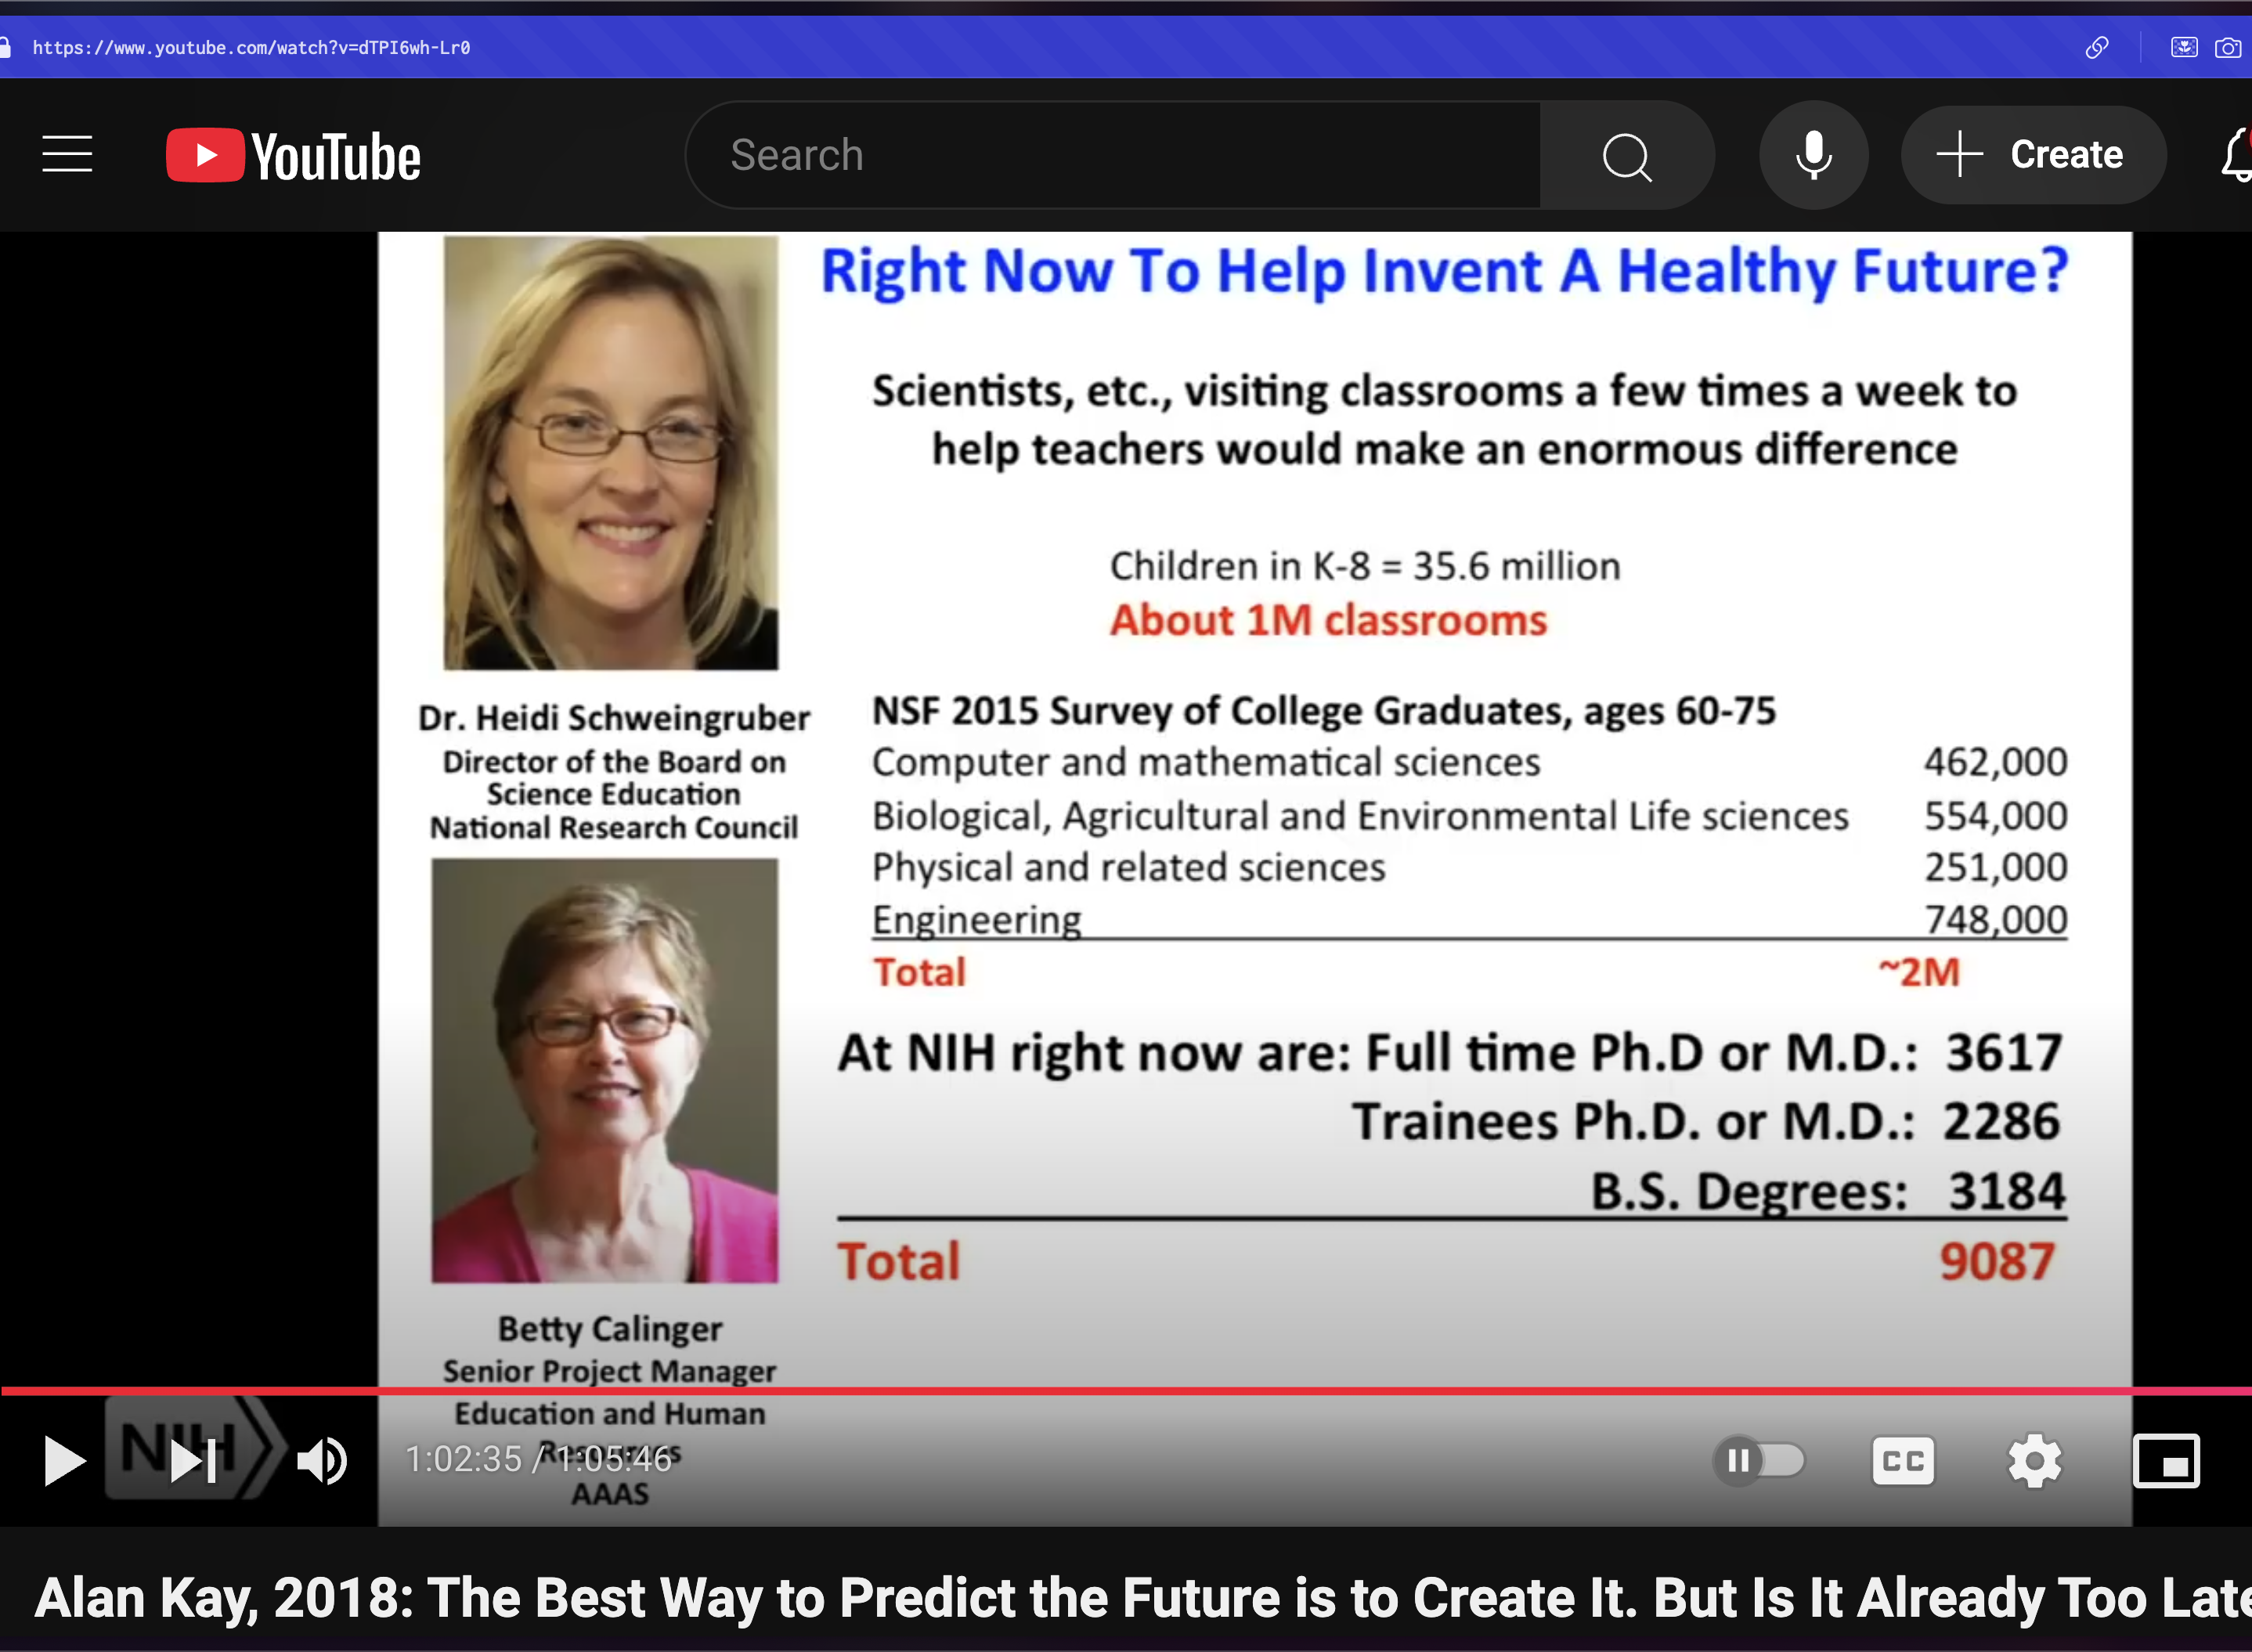 https://www.youtube.com/watch?v=dTPI6wh-Lr0
YouTube
Search
Create
Right Now To Help Invent A Healthy Future?
Scientists, etc., visiting classrooms a few times a week to
help teachers would make an enormous difference
Children in K-8 = 35.6 million
About 1M classrooms
Dr. Heidi Schweingruber
Director of the Board on
Science Education
National Research Council
NSF 2015 Survey of College Graduates, ages 60-75
Computer and mathematical sciences 462,000
Biological, Agricultural and Environmental Life sciences 554,000
Physical and related sciences 251,000
Engineering 748,000
Total ~2M
At NIH right now are: Full time Ph.D or M.D.: 3617
Trainees Ph.D. or M.D.: 2286
B.S. Degrees: 3184
Total 9087
Betty Calinger
Senior Project Manager
Education and Human
Resources
AAAS
NIH
1:02:35 / 1:05:46
CC
Alan Kay, 2018: The Best Way to Predict the Future is to Create It. But Is It Already Too Late